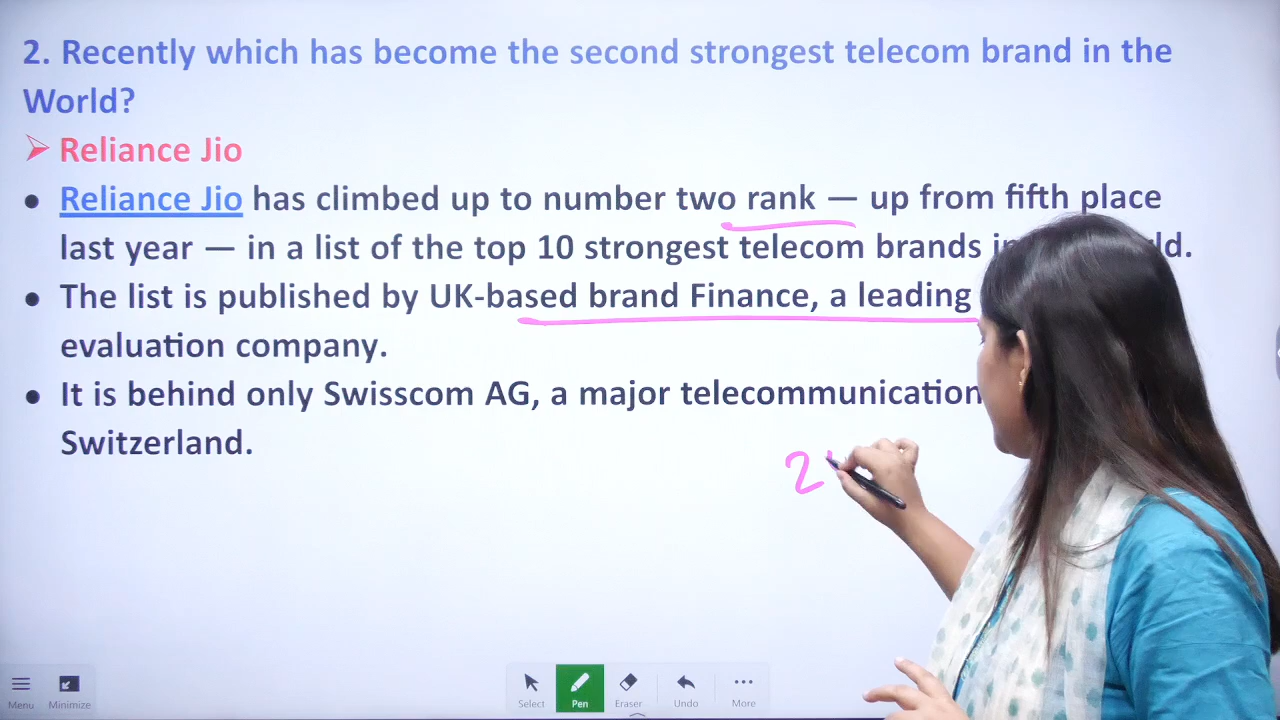 2. Recently which has become the second strongest telecom brand in the
World?
➢ Reliance Jio
• Reliance Jio has climbed up to number two rank — up from fifth place
last year — in a list of the top 10 strongest telecom brands in d.
• The list is published by UK-based brand Finance, a leading
evaluation company.
• It is behind only Swisscom AG, a major telecommunication
Switzerland.
2
Menu
Minimize
Select
Pen
Eraser
Undo
More